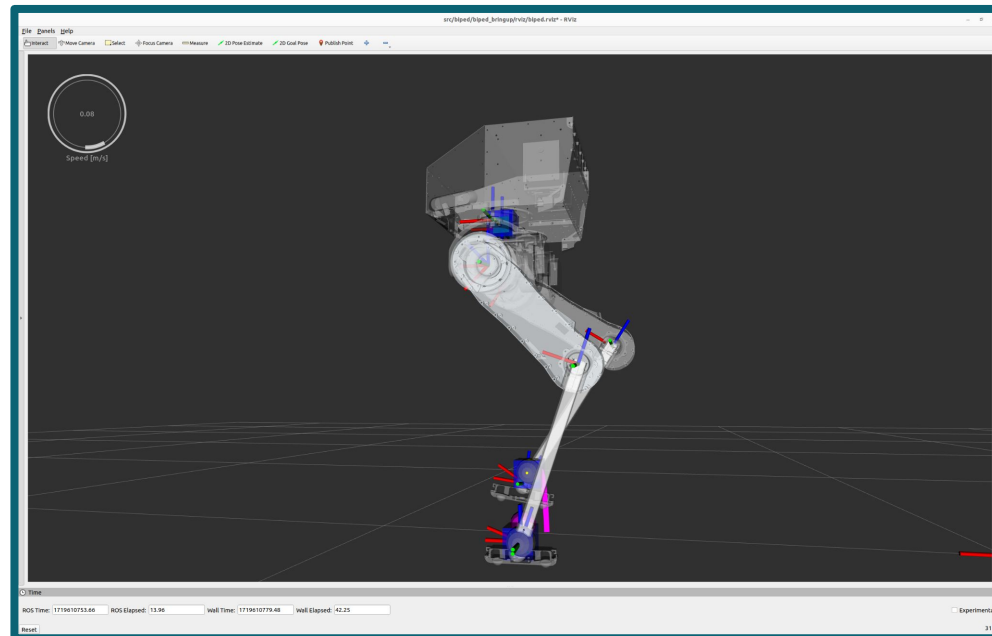 src/biped/biped_bringup/rviz/biped.rviz* - RViz
File Panels Help
Interact Move Camera Select Focus Camera Measure 2D Pose Estimate 2D Goal Pose Publish Point
0.08
Speed [m/s]
Time
ROS Time: 1719610753.66 ROS Elapsed: 13.96 Wall Time: 1719610779.48 Wall Elapsed: 42.25 Experimenta
Reset 31